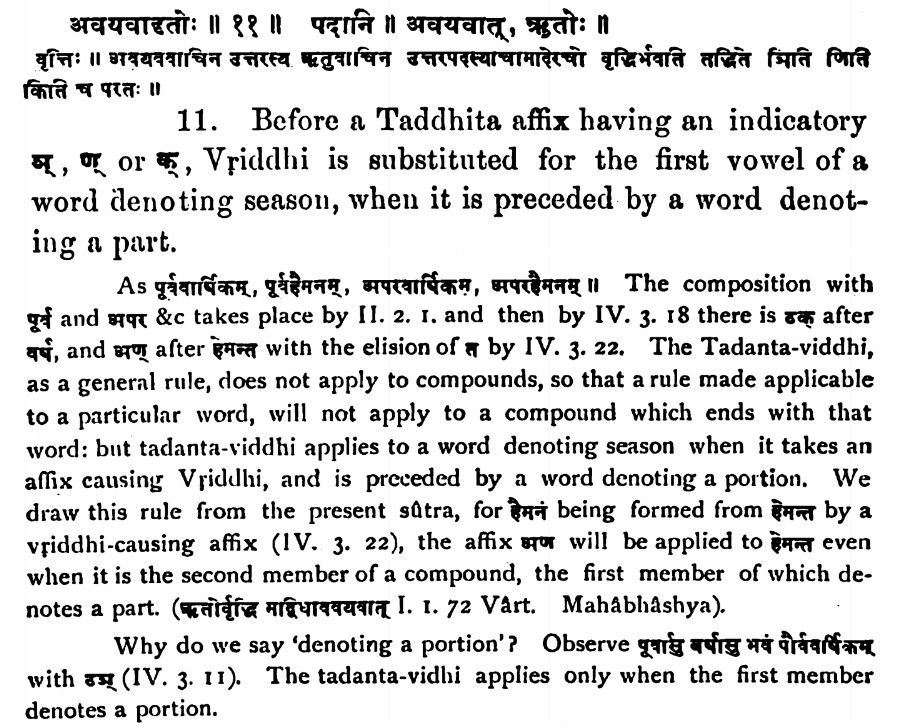 अवयवादृतोः ॥ ११ ॥ पदानि ॥ अवयवात्, ऋतोः ॥
वृत्तिः ॥ अवयववाचिन उत्तरस्य ऋतुवाचिन उत्तरपदस्याचामादेरचो वृद्धिर्भवति तद्धिते ञिति णिति
किति च परतः ॥
11. Before a Taddhita affix having an indicatory
ञ्, ण् or क्, Vṛiddhi is substituted for the first vowel of a
word denoting season, when it is preceded by a word denot-
ing a part.
As पूर्ववार्षिकम्, पूर्वहैमनम्, अपरवार्षिकम्, अपरहैमनम् ॥ The composition with
पूर्व and अपर &c takes place by II. 2. 1. and then by IV. 3. 18 there is ठक् after
वर्ष, and अण् after हेमन्त with the elision of त by IV. 3. 22. The Tadanta-viddhi,
as a general rule, does not apply to compounds, so that a rule made applicable
to a particular word, will not apply to a compound which ends with that
word: but tadanta-viddhi applies to a word denoting season when it takes an
affix causing Vṛiddhi, and is preceded by a word denoting a portion. We
draw this rule from the present sûtra, for हैमनं being formed from हेमन्त by a
vṛiddhi-causing affix (IV. 3. 22), the affix अण will be applied to हेमन्त even
when it is the second member of a compound, the first member of which de-
notes a part. (ऋतोर्वृद्धि मद्विधाववयवात् I. 1. 72 Vârt. Mahâbhâshya).
Why do we say 'denoting a portion'? Observe पूर्वासु वर्षासु भवं पौर्ववर्षिकम्
with ठञ् (IV. 3. 11). The tadanta-vidhi applies only when the first member
denotes a portion.